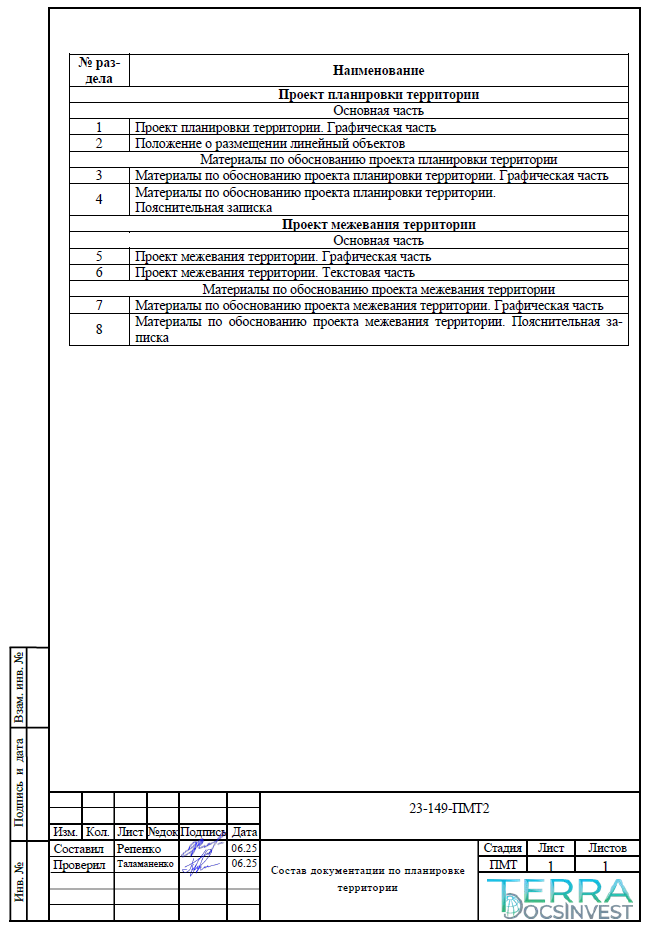 № раз-
дела
Наименование
Проект планировки территории
Основная часть
1 Проект планировки территории. Графическая часть
2 Положение о размещении линейный объектов
Материалы по обоснованию проекта планировки территории
3 Материалы по обоснованию проекта планировки территории. Графическая часть
4 Материалы по обоснованию проекта планировки территории.
Пояснительная записка
Проект межевания территории
Основная часть
5 Проект межевания территории. Графическая часть
6 Проект межевания территории. Текстовая часть
Материалы по обоснованию проекта межевания территории
7 Материалы по обоснованию проекта межевания территории. Графическая часть
8 Материалы по обоснованию проекта межевания территории. Пояснительная за-
писка
Взам. инв. №
Подпись и дата
Инв. №
23-149-ПМТ2
Изм. Кол. Лист №док Подпись Дата
Составил Репенко 06.25
Проверил Таламаненко 06.25
Состав документации по планировке
территории
Стадия Лист Листов
ПМТ 1 1
TERRA
DOCSINVEST